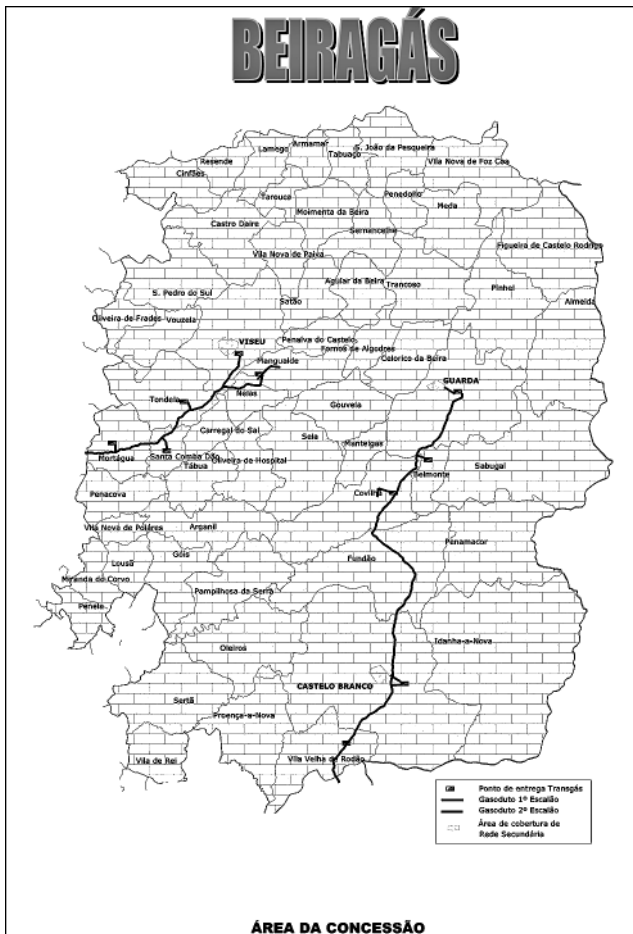 BEIRAGÁS
Armamar
Lamego
S. João da Pesqueira
Tabuaço
Resende
Vila Nova de Foz Coa
Cinfães
Tarouca
Penedono
Moimenta da Beira
Meda
Castro Daire
Sernancelhe
Figueira de Castelo Rodrigo
Vila Nova de Paiva
Aguiar da Beira
Trancoso
Pinhel
S. Pedro do Sul
Satão
Almeida
Oliveira de Frades
Vouzela
Penalva do Castelo
VISEU
Fornos de Algodres
Mangualde
Celorico da Beira
GUARDA
Nelas
Tondela
Gouveia
Carregal do Sal
Seia
Manteigas
Mortágua
Santa Comba Dão
Oliveira de Hospital
Tábua
Sabugal
Belmonte
Penacova
Covilhã
Vila Nova de Poiares
Arganil
Penamacor
Góis
Fundão
Lousã
Miranda do Corvo
Pampilhosa da Serra
Penela
Idanha-a-Nova
Oleiros
CASTELO BRANCO
Sertã
Proença-a-Nova
Vila de Rei
Vila Velha de Rodão
Ponto de entrega Transgás
Gasoduto 1º Escalão
Gasoduto 2º Escalão
Área de cobertura de
Rede Secundária
ÁREA DA CONCESSÃO